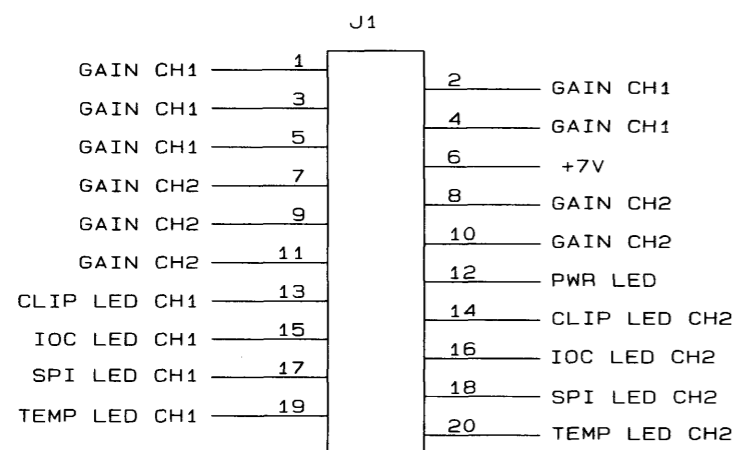 J1
GAIN CH1 1
2 GAIN CH1
GAIN CH1 3
4 GAIN CH1
GAIN CH1 5
6 +7V
GAIN CH2 7
8 GAIN CH2
GAIN CH2 9
10 GAIN CH2
GAIN CH2 11
12 PWR LED
CLIP LED CH1 13
14 CLIP LED CH2
IOC LED CH1 15
16 IOC LED CH2
SPI LED CH1 17
18 SPI LED CH2
TEMP LED CH1 19
20 TEMP LED CH2